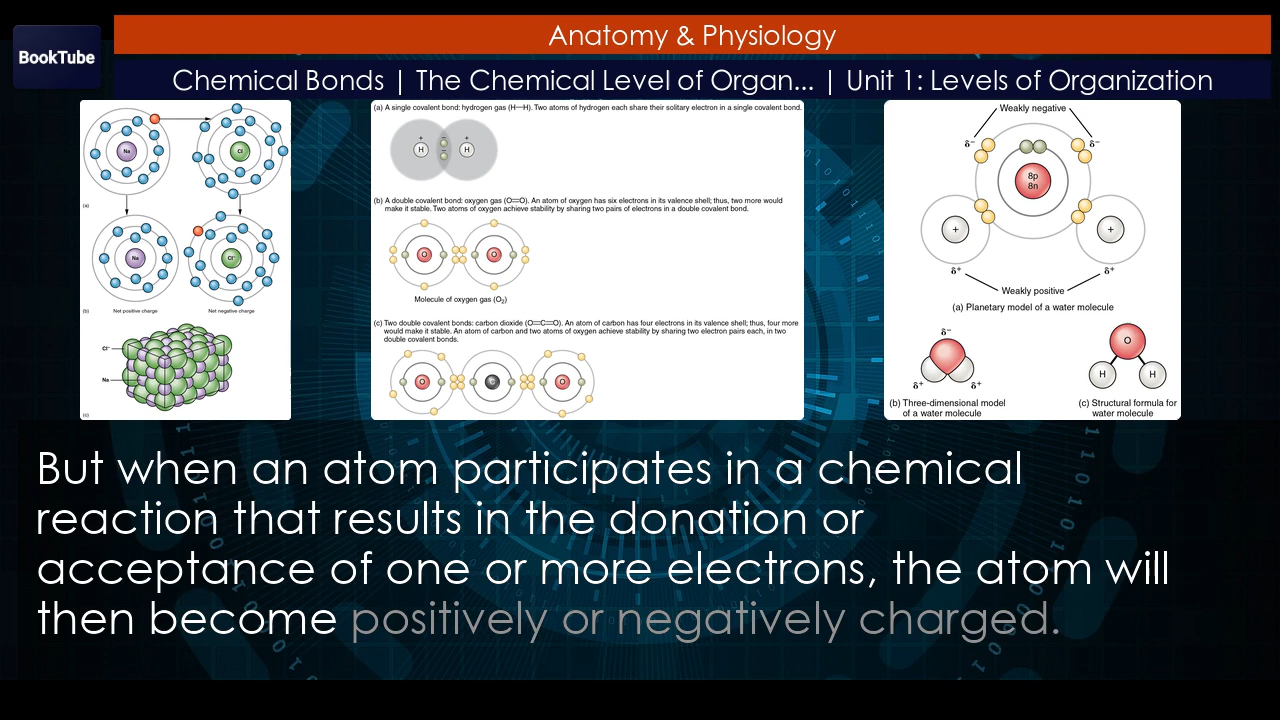 BookTube
Anatomy & Physiology
Chemical Bonds | The Chemical Level of Organ... | Unit 1: Levels of Organization
Na
Cl
(a)
Na
Cl⁻
(b)
Net positive charge
Net negative charge
Cl⁻
Na
(c)
(a) A single covalent bond: hydrogen gas (H—H). Two atoms of hydrogen each share their solitary electron in a single covalent bond.
+
–
+
H
–
H
(b) A double covalent bond: oxygen gas (O=O). An atom of oxygen has six electrons in its valence shell; thus, two more would
make it stable. Two atoms of oxygen achieve stability by sharing two pairs of electrons in a double covalent bond.
O
O
Molecule of oxygen gas (O₂)
(c) Two double covalent bonds: carbon dioxide (O=C=O). An atom of carbon has four electrons in its valence shell; thus, four more
would make it stable. An atom of carbon and two atoms of oxygen achieve stability by sharing two electron pairs each, in two
double covalent bonds.
O
C
O
Weakly negative
δ⁻
δ⁻
8p
8n
+
+
δ⁺
δ⁺
Weakly positive
(a) Planetary model of a water molecule
δ⁻
δ⁺
δ⁺
(b) Three-dimensional model
of a water molecule
O
H
H
(c) Structural formula for
water molecule
But when an atom participates in a chemical
reaction that results in the donation or
acceptance of one or more electrons, the atom will
then become positively or negatively charged.